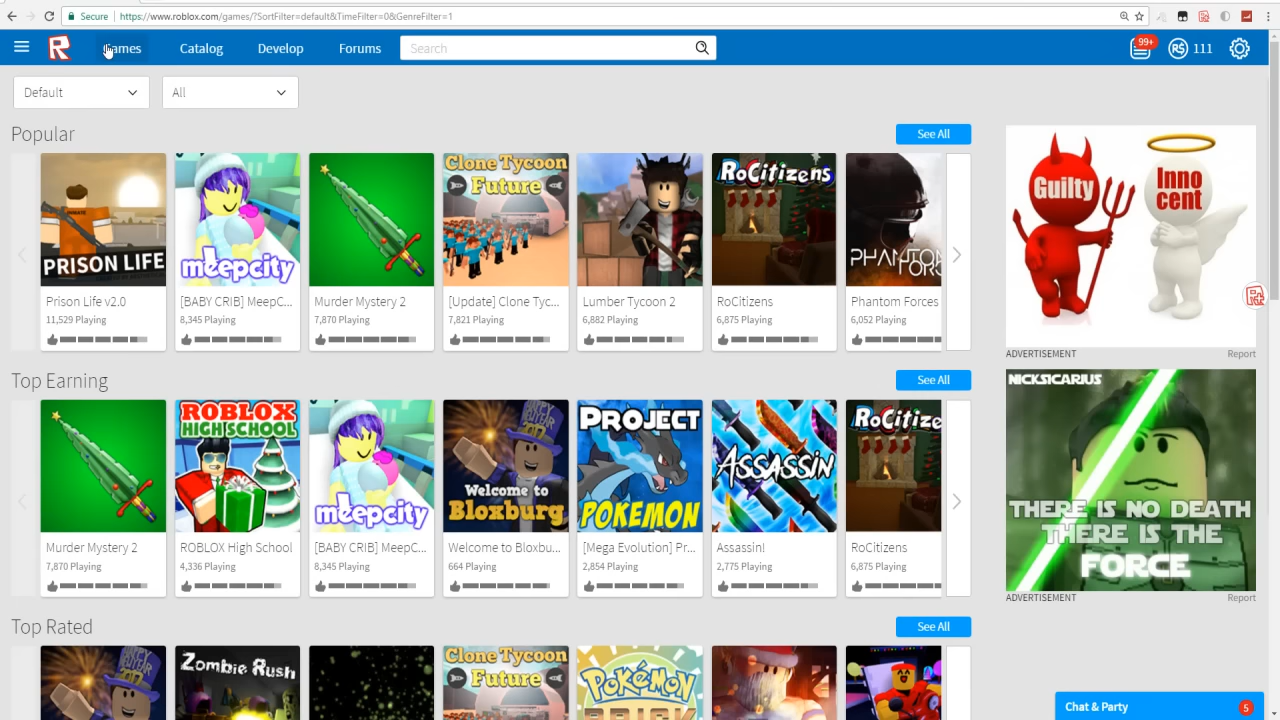 Secure
https://www.roblox.com/games/?SortFilter=default&TimeFilter=0&GenreFilter=1
R
Games
Catalog
Develop
Forums
Search
99+
R$ 111
Default
All
Popular
See All
PRISON LIFE
Prison Life v2.0
11,529 Playing
meepcity
[BABY CRIB] MeepC...
8,345 Playing
Murder Mystery 2
7,870 Playing
Clone Tycoon
Future
[Update] Clone Tyc...
7,821 Playing
Lumber Tycoon 2
6,882 Playing
RoCitizens
RoCitizens
6,875 Playing
PHANTOM
FORC
Phantom Forces
6,052 Playing
Guilty
Inno
cent
ADVERTISEMENT
Report
Top Earning
See All
Murder Mystery 2
7,870 Playing
ROBLOX
HIGH SCHOOL
ROBLOX High School
4,336 Playing
meepcity
[BABY CRIB] MeepC...
8,345 Playing
Welcome to
Bloxburg
Welcome to Bloxbu...
664 Playing
PROJECT
POKEMON
[Mega Evolution] Pr...
2,854 Playing
ASSASSIN
Assassin!
2,775 Playing
RoCitize
RoCitizens
6,875 Playing
NICKSICARIUS
THERE IS NO DEATH
THERE IS THE
FORCE
ADVERTISEMENT
Report
Top Rated
See All
Zombie Rush
Clone Tycoon
Future
POKéMON
BRICK
Chat & Party
5